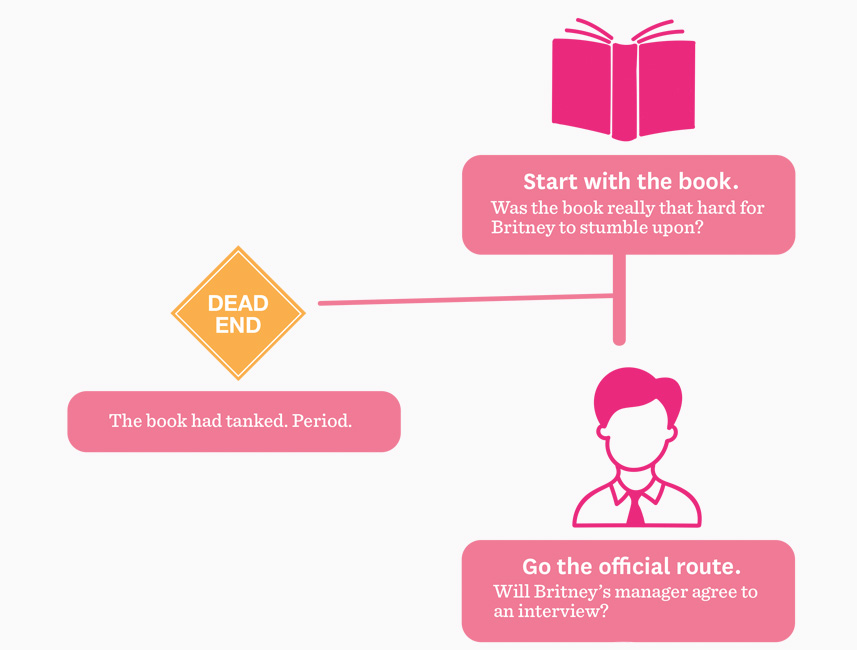 Start with the book.
Was the book really that hard for
Britney to stumble upon?
DEAD
END
The book had tanked. Period.
Go the official route.
Will Britney’s manager agree to
an interview?